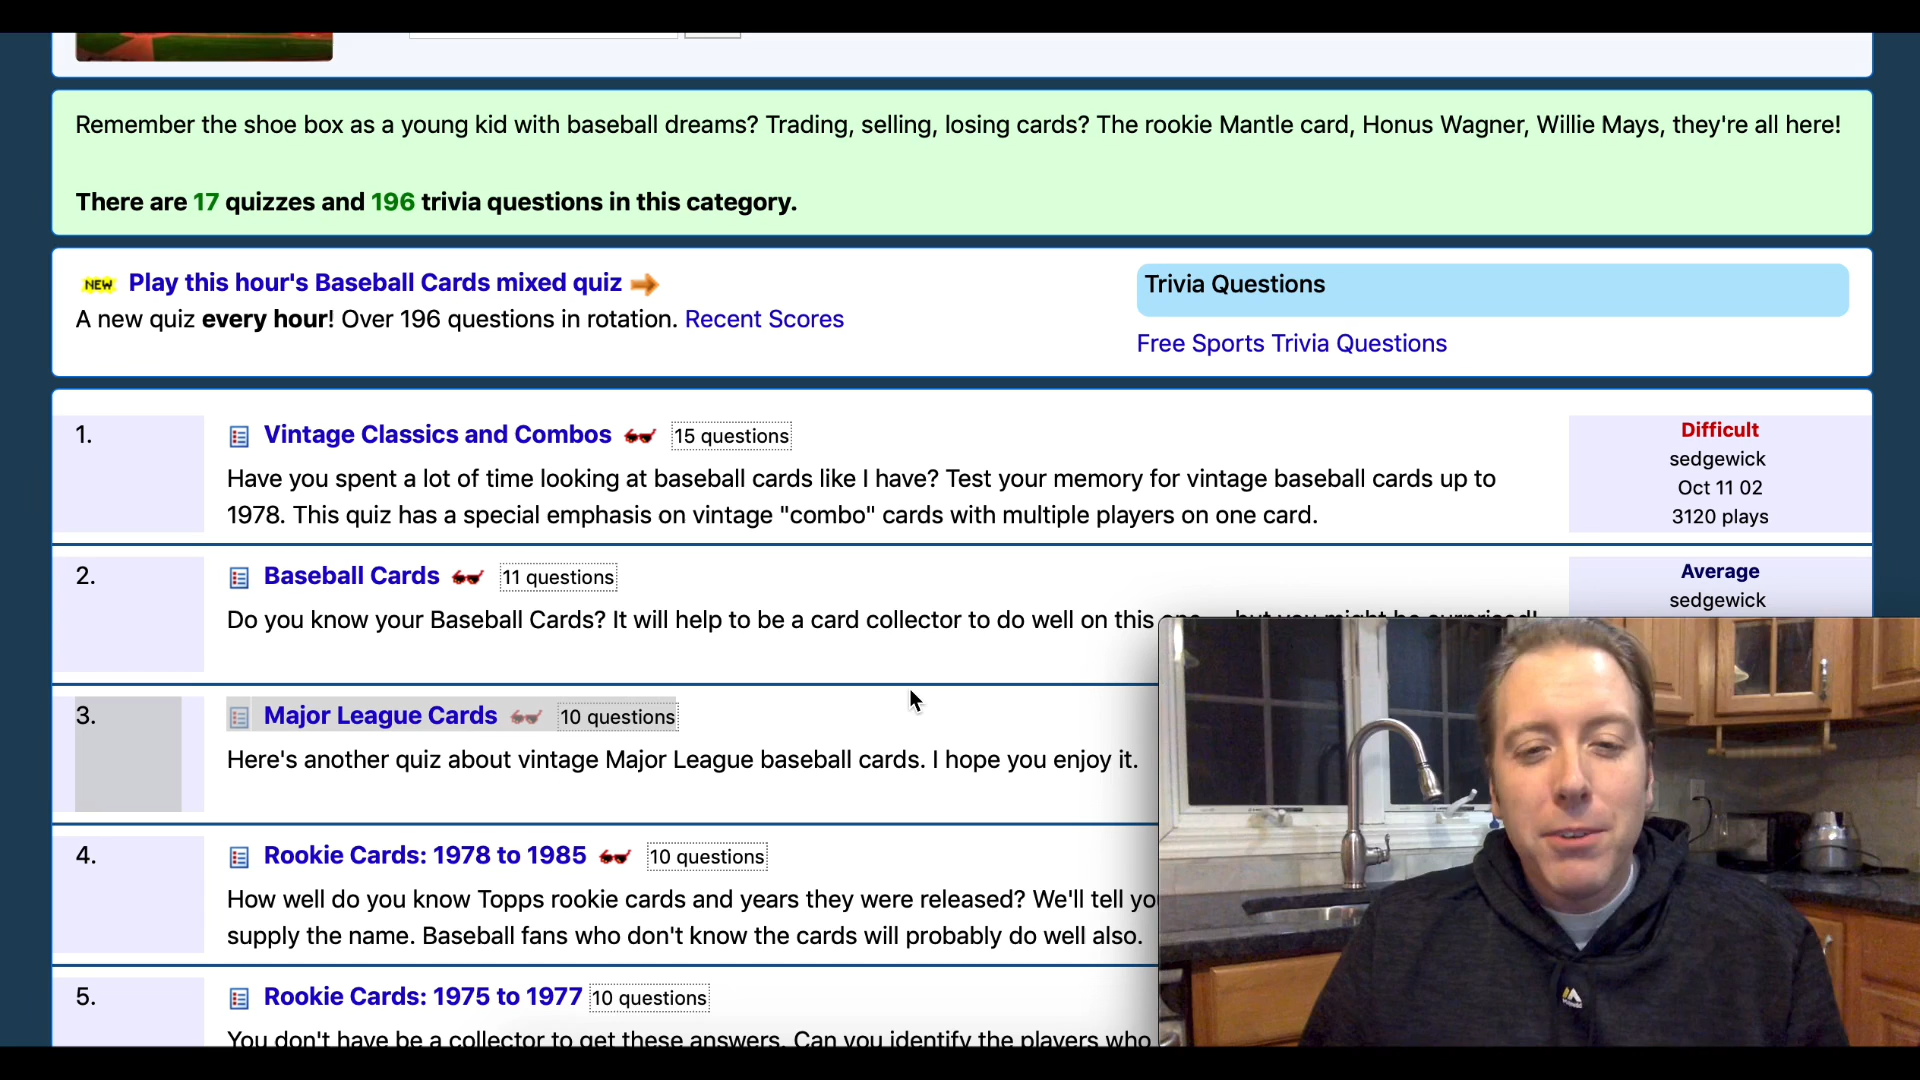 Remember the shoe box as a young kid with baseball dreams? Trading, selling, losing cards? The rookie Mantle card, Honus Wagner, Willie Mays, they're all here!
There are 17 quizzes and 196 trivia questions in this category.
NEW Play this hour's Baseball Cards mixed quiz
A new quiz every hour! Over 196 questions in rotation. Recent Scores
Trivia Questions
Free Sports Trivia Questions
1.
Vintage Classics and Combos 15 questions
Have you spent a lot of time looking at baseball cards like I have? Test your memory for vintage baseball cards up to
1978. This quiz has a special emphasis on vintage "combo" cards with multiple players on one card.
Difficult
sedgewick
Oct 11 02
3120 plays
2.
Baseball Cards 11 questions
Do you know your Baseball Cards? It will help to be a card collector to do well on this one ... but you might be surprised!
Average
sedgewick
3.
Major League Cards 10 questions
Here's another quiz about vintage Major League baseball cards. I hope you enjoy it.
4.
Rookie Cards: 1978 to 1985 10 questions
How well do you know Topps rookie cards and years they were released? We'll tell yo
supply the name. Baseball fans who don't know the cards will probably do well also.
5.
Rookie Cards: 1975 to 1977 10 questions
You don't have be a collector to get these answers. Can you identify the players who